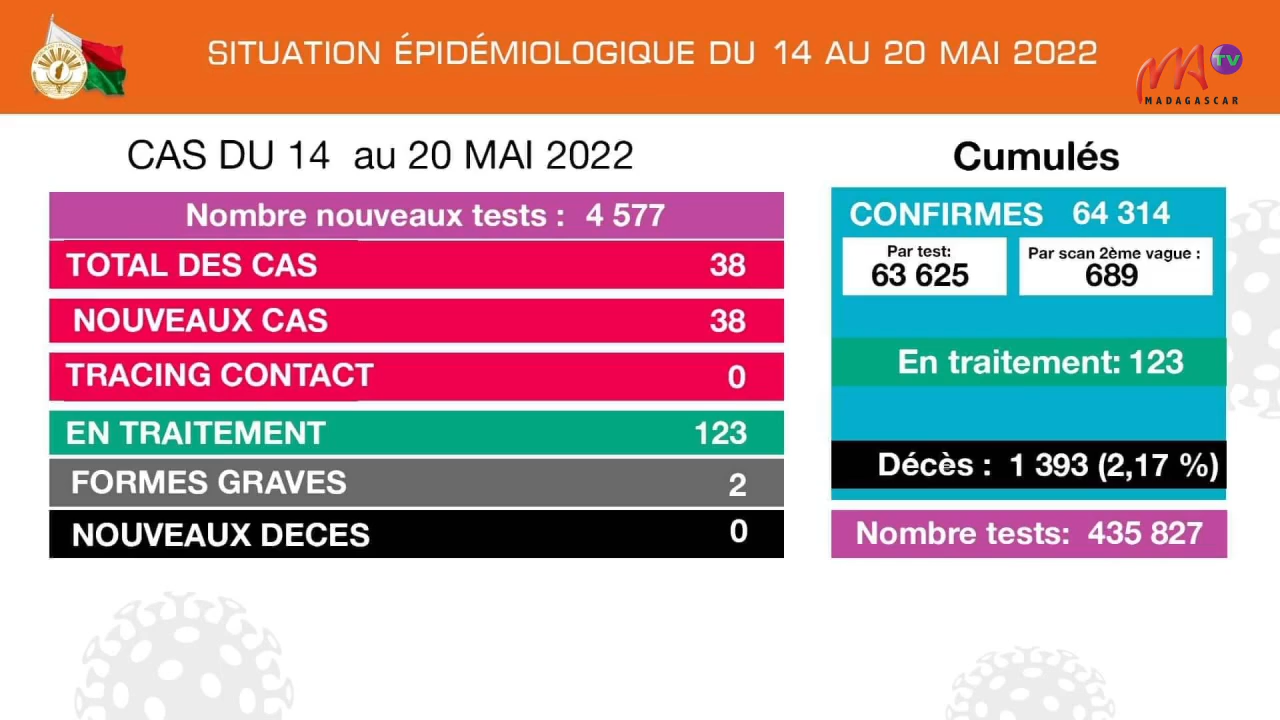 SITUATION ÉPIDÉMIOLOGIQUE DU 14 AU 20 MAI 2022
MA TV
MADAGASCAR
CAS DU 14 au 20 MAI 2022
Nombre nouveaux tests : 4 577
TOTAL DES CAS 38
NOUVEAUX CAS 38
TRACING CONTACT 0
EN TRAITEMENT 123
FORMES GRAVES 2
NOUVEAUX DECES 0
Cumulés
CONFIRMES 64 314
Par test: 
63 625
Par scan 2ème vague :
689
En traitement: 123
Décès : 1 393 (2,17 %)
Nombre tests: 435 827